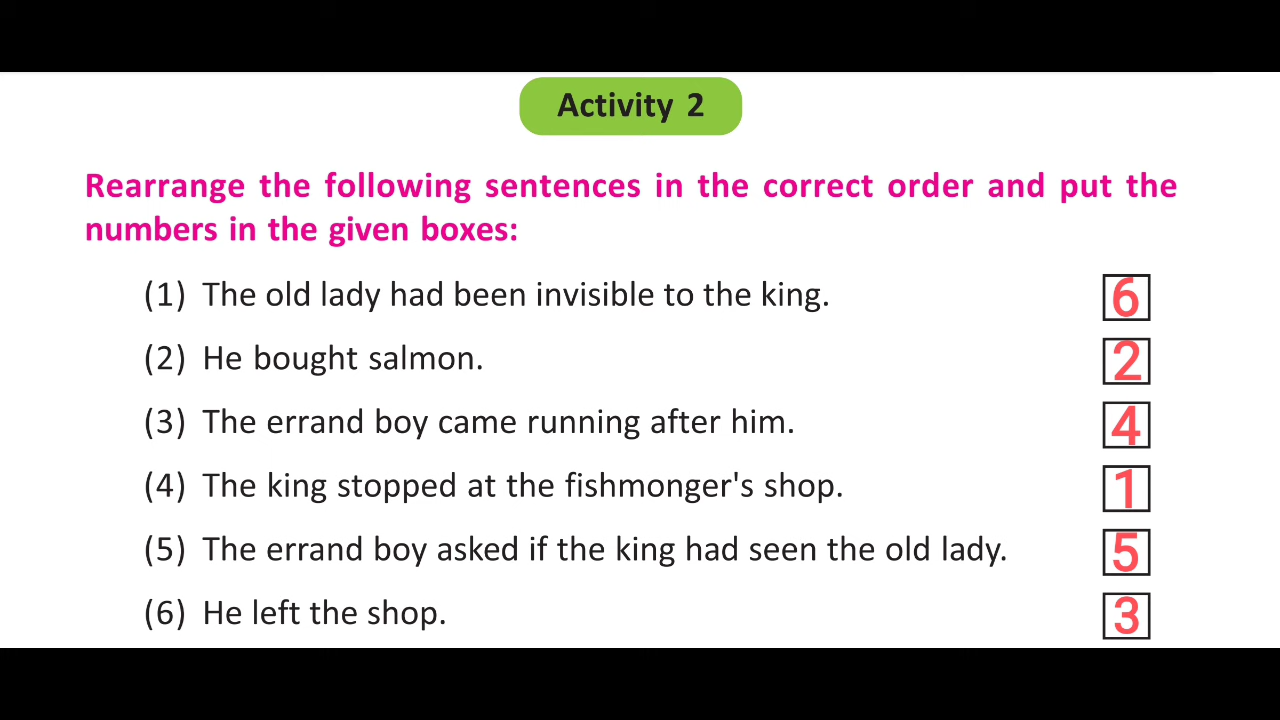 Activity 2
Rearrange the following sentences in the correct order and put the
numbers in the given boxes:
(1) The old lady had been invisible to the king. 6
(2) He bought salmon. 2
(3) The errand boy came running after him. 4
(4) The king stopped at the fishmonger's shop. 1
(5) The errand boy asked if the king had seen the old lady. 5
(6) He left the shop. 3